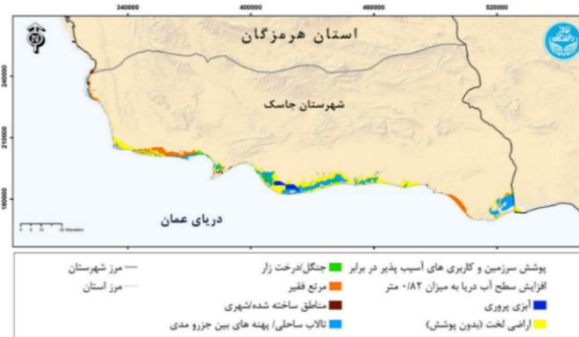 340000 400000 460000 520000
استان هرمزگان
شهرستان جاسک
240000
210000
180000
دریای عمان
پوشش سرزمین و کاربری های آسیب پذیر در برابر
افزایش سطح آب دریا به میزان ۰/۸۲ متر
آبزی پروری
اراضی لخت (بدون پوشش)
جنگل/درخت زار
مرتع فقیر
مناطق ساخته شده/شهری
تالاب ساحلی/ پهنه های بین جزرو مدی
مرز شهرستان
مرز استان